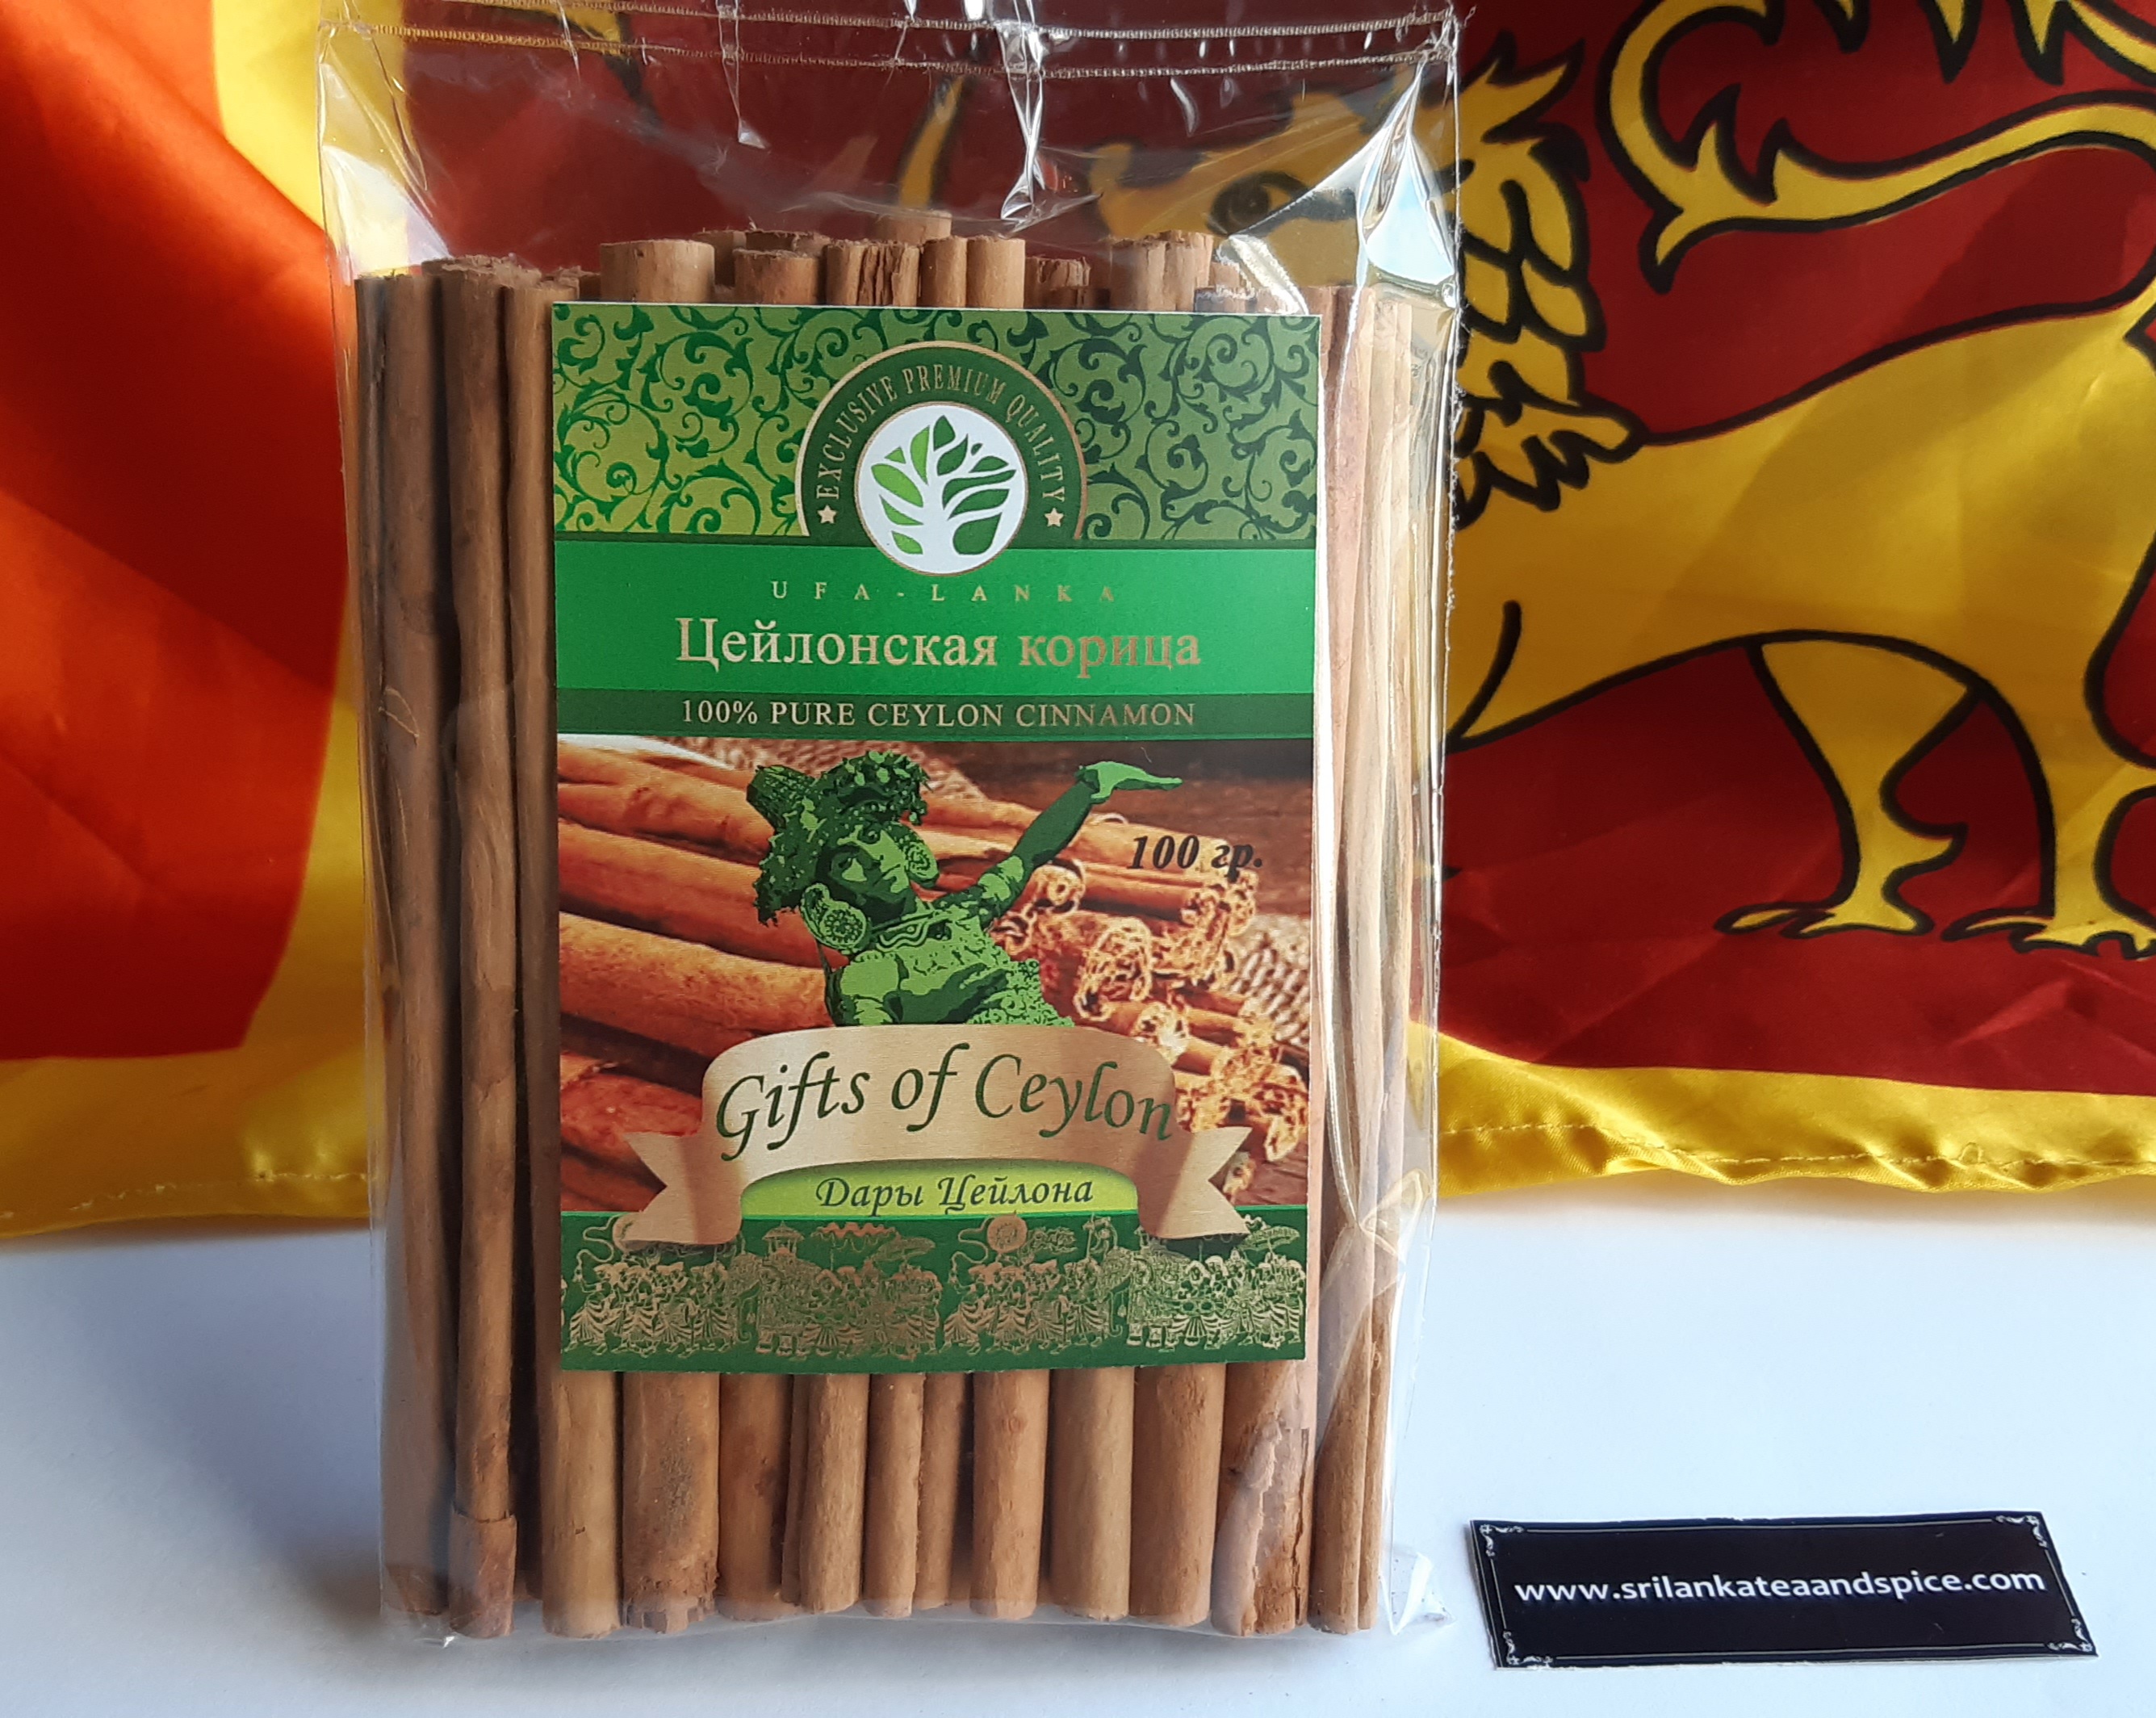 EXCLUSIVE PREMIUM QUALITY
UFA-LANKA
Цейлонская корица
100% PURE CEYLON CINNAMON
100 гр.
Gifts of Ceylon
Дары Цейлона
www.srilankateaandspice.com